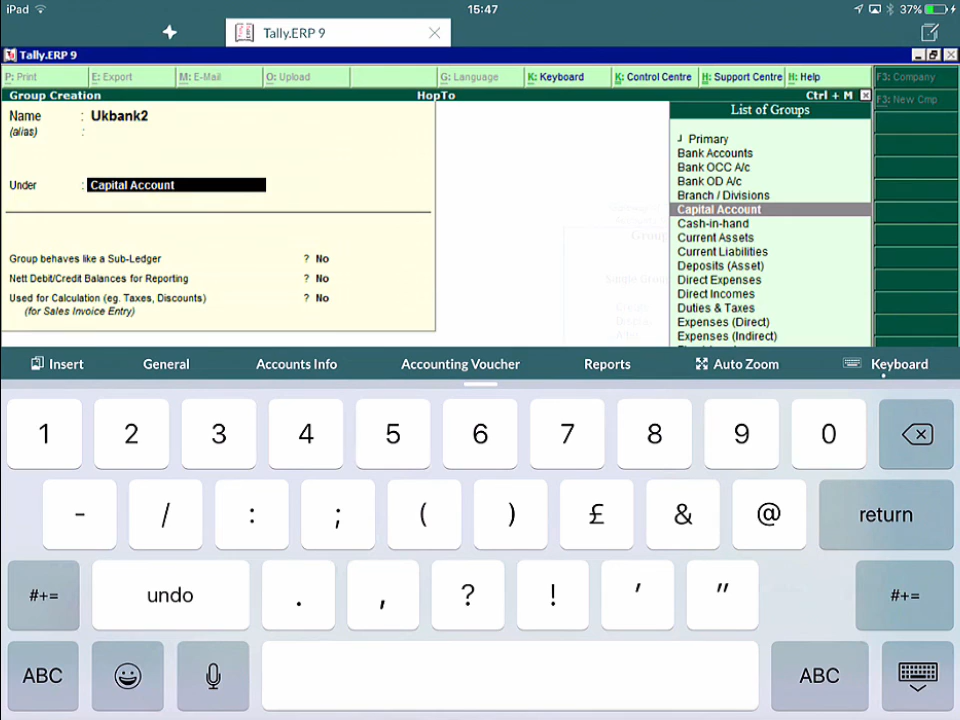 iPad 15:47 37%
Tally.ERP 9
Tally.ERP 9
P: Print E: Export M: E-Mail O: Upload G: Language K: Keyboard K: Control Centre H: Support Centre H: Help F3: Company
Group Creation HopTo Ctrl + M F3: New Cmp
Name : Ukbank2
(alias) :
Under : Capital Account
Group behaves like a Sub-Ledger ? No
Nett Debit/Credit Balances for Reporting ? No
Used for Calculation (eg. Taxes, Discounts) ? No
(for Sales Invoice Entry)
List of Groups
┘ Primary
Bank Accounts
Bank OCC A/c
Bank OD A/c
Branch / Divisions
Capital Account
Cash-in-hand
Current Assets
Current Liabilities
Deposits (Asset)
Direct Expenses
Direct Incomes
Duties & Taxes
Expenses (Direct)
Expenses (Indirect)
Insert General Accounts Info Accounting Voucher Reports Auto Zoom Keyboard
1 2 3 4 5 6 7 8 9 0
- / : ; ( ) £ & @ return
#+= undo . , ? ! ' " #+=
ABC ABC